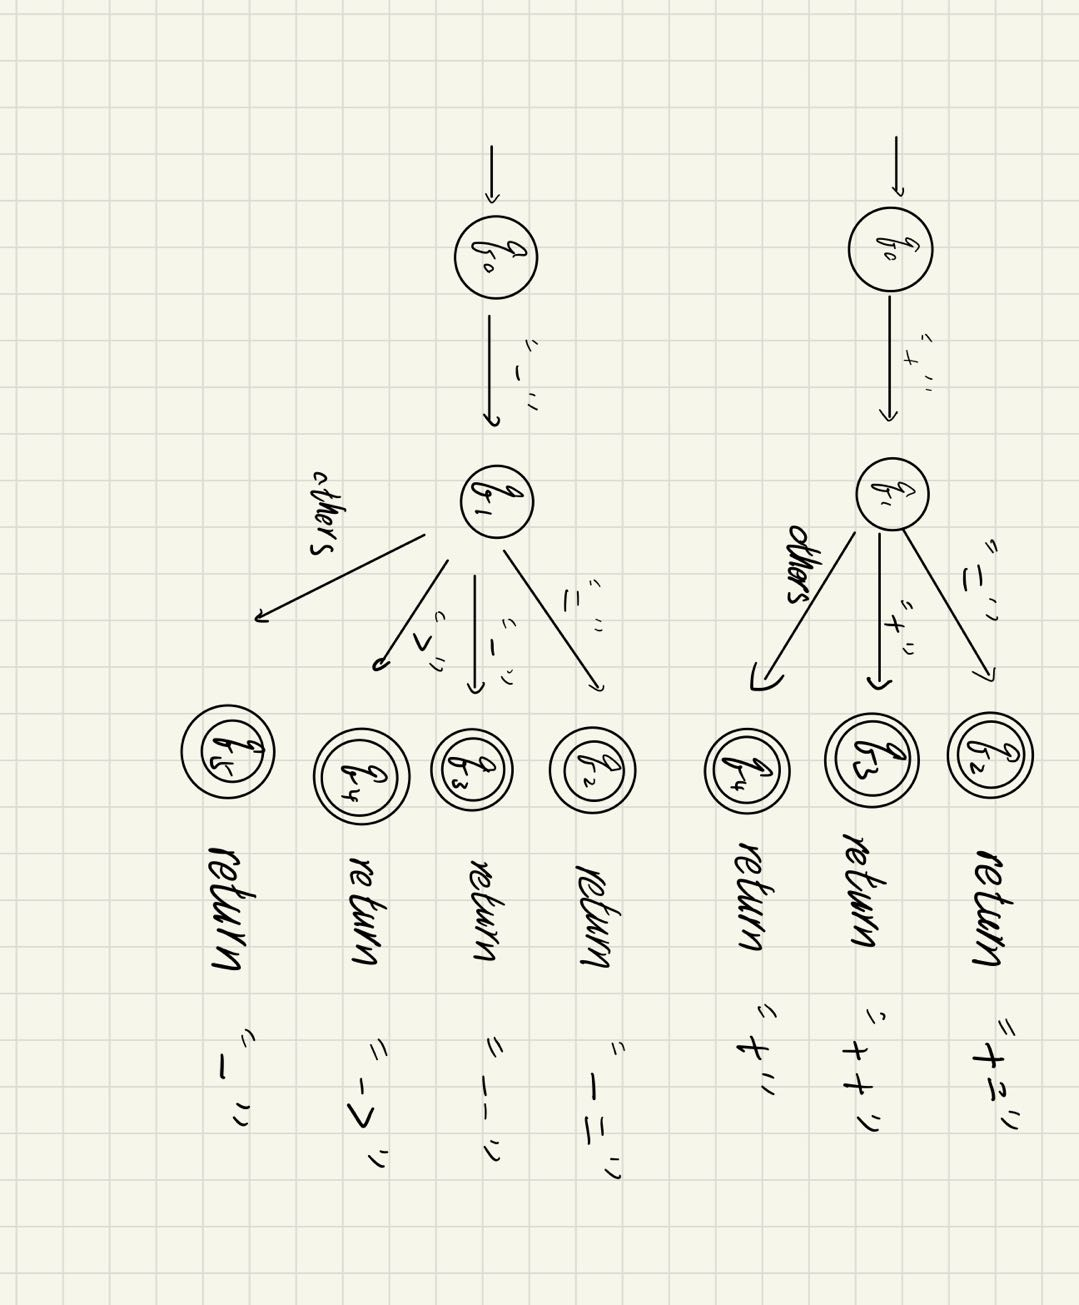 "=" q2 return "+="
q0 "+" q1 "+" q3 return "++"
others q4 return "+"
"=" q2 return "-="
q0 "-" q1 "-" q3 return "--"
">" q4 return "->"
others q5 return "-"